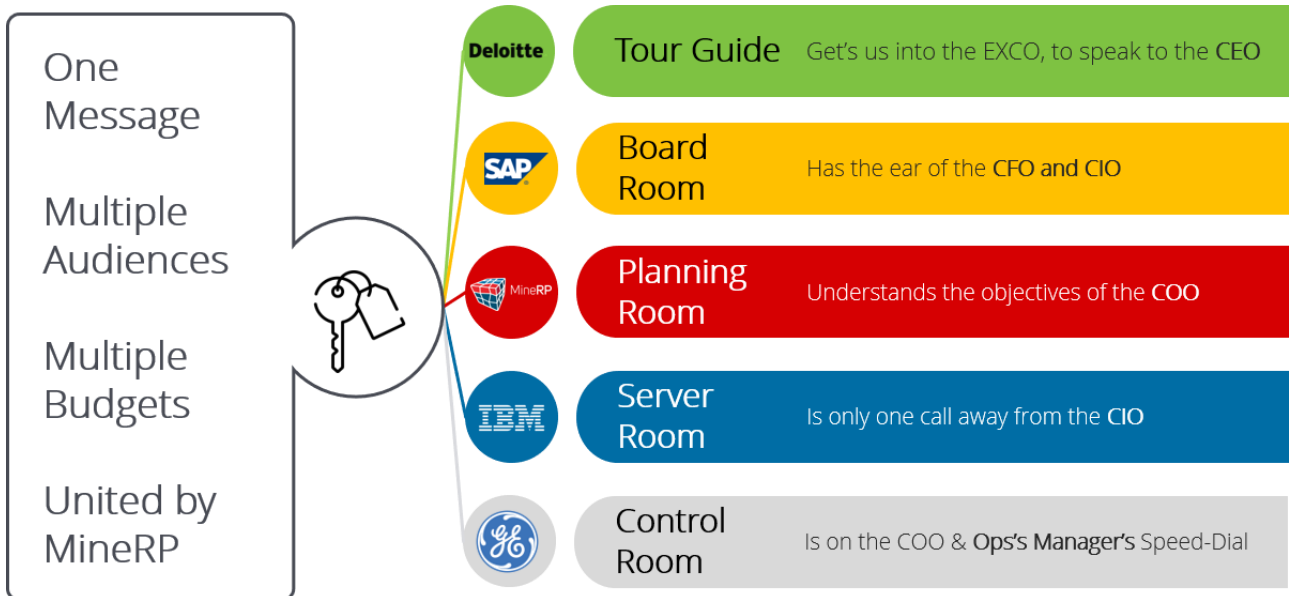 One
Message
Multiple
Audiences
Multiple
Budgets
United by
MineRP
Deloitte
Tour Guide
Get's us into the EXCO, to speak to the CEO
SAP
Board
Room
Has the ear of the CFO and CIO
MineRP
Planning
Room
Understands the objectives of the COO
IBM
Server
Room
Is only one call away from the CIO
GE
Control
Room
Is on the COO & Ops's Manager's Speed-Dial